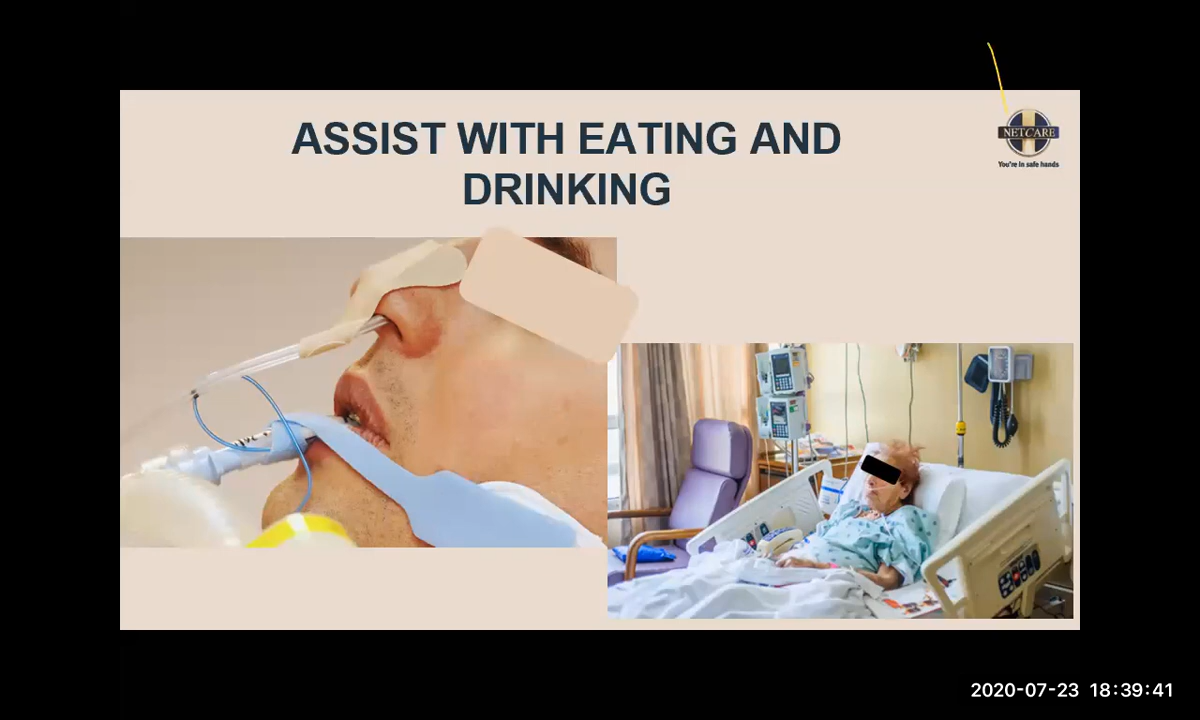 ASSIST WITH EATING AND
DRINKING
NETCARE
You're in safe hands
2020-07-23 18:39:41